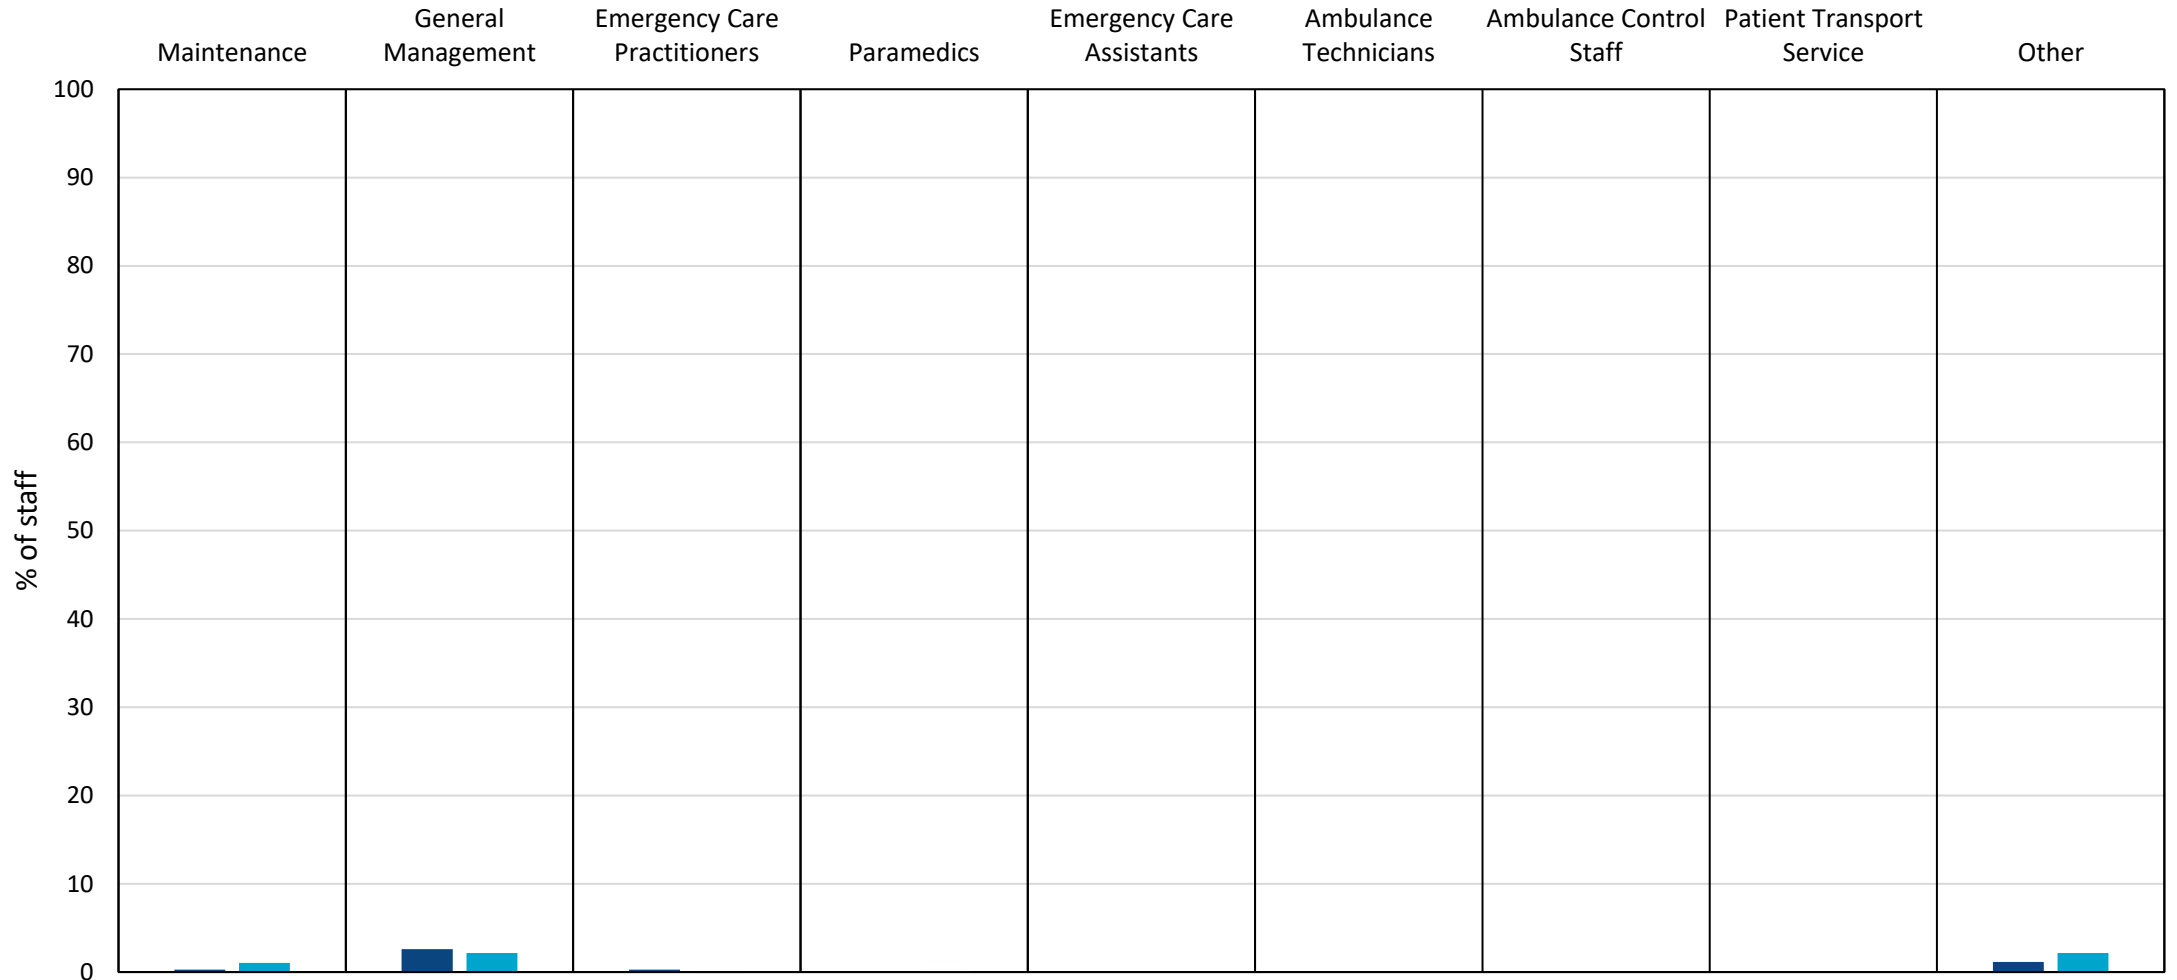 Maintenance
General
Management
Emergency Care
Practitioners
Paramedics
Emergency Care
Assistants
Ambulance
Technicians
Ambulance Control
Staff
Patient Transport
Service
Other
100
90
80
70
60
50
40
30
20
10
0
% of staff